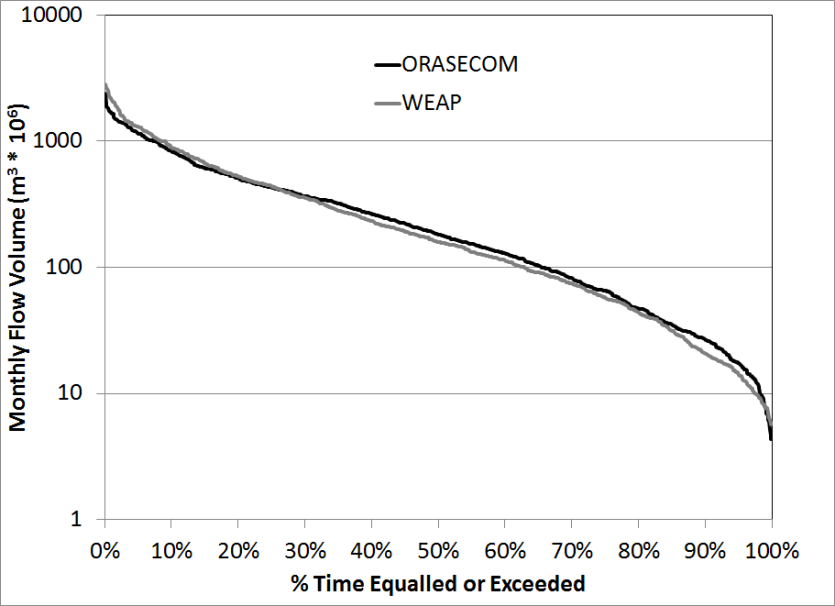 10000
1000
100
10
1
Monthly Flow Volume (m³ * 10⁶)
ORASECOM
WEAP
0% 10% 20% 30% 40% 50% 60% 70% 80% 90% 100%
% Time Equalled or Exceeded